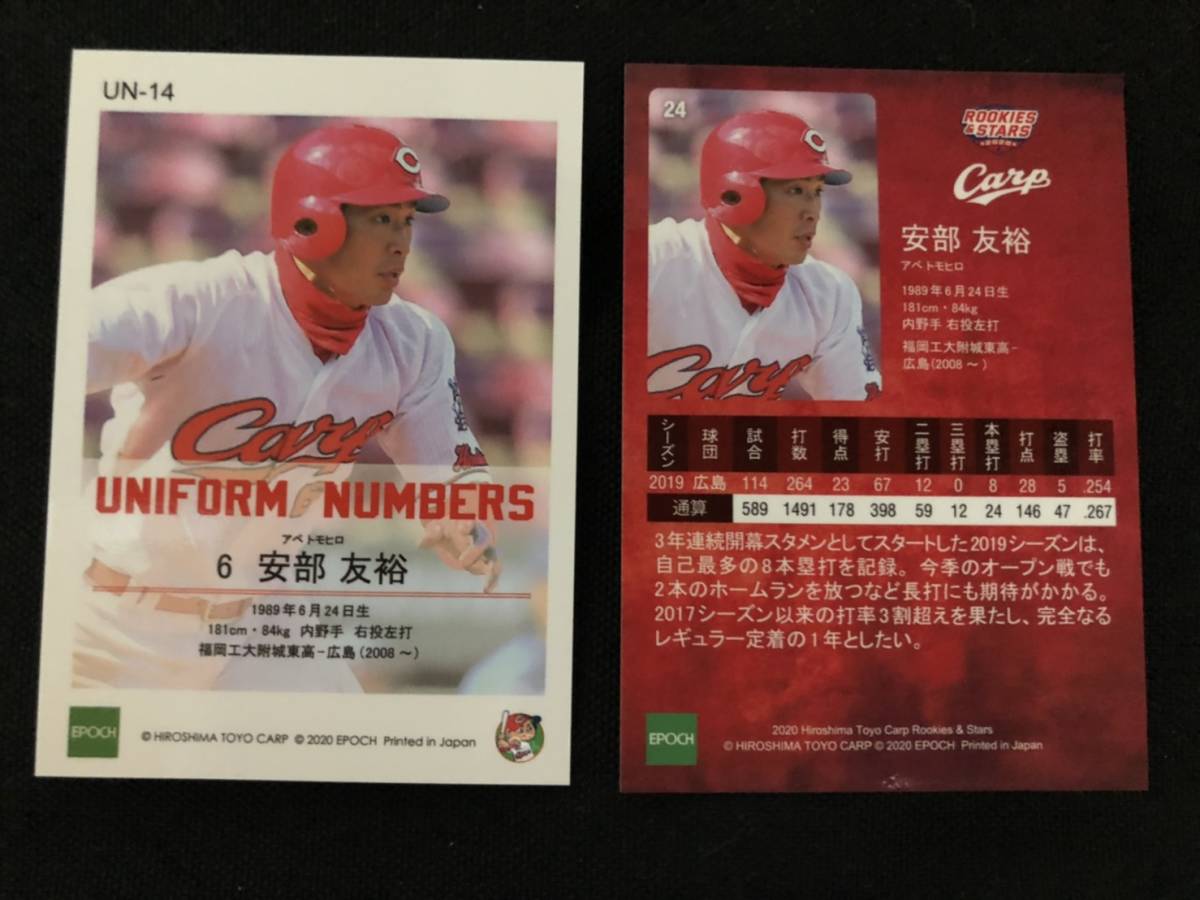 UN-14
Carp
UNIFORM NUMBERS
アベ トモヒロ
6 安部 友裕
1989年6月24日生
181cm・84kg 内野手 右投左打
福岡工大附城東高-広島(2008～)
EPOCH
© HIROSHIMA TOYO CARP © 2020 EPOCH Printed in Japan
24
ROOKIES
& STARS
Carp
安部 友裕
アベ トモヒロ
1989年6月24日生
181cm・84kg
内野手 右投左打
福岡工大附城東高-
広島(2008～)
Carp
シーズン 球団 試合 打数 得点 安打 二塁打 三塁打 本塁打 打点 盗塁 打率
2019 広島 114 264 23 67 12 0 8 28 5 .254
通算 589 1491 178 398 59 12 24 146 47 .267
3年連続開幕スタメンとしてスタートした2019シーズンは、
自己最多の8本塁打を記録。今季のオープン戦でも
2本のホームランを放つなど長打にも期待がかかる。
2017シーズン以来の打率3割超えを果たし、完全なる
レギュラー定着の1年としたい。
EPOCH
2020 Hiroshima Toyo Carp Rookies & Stars
© HIROSHIMA TOYO CARP © 2020 EPOCH Printed in Japan